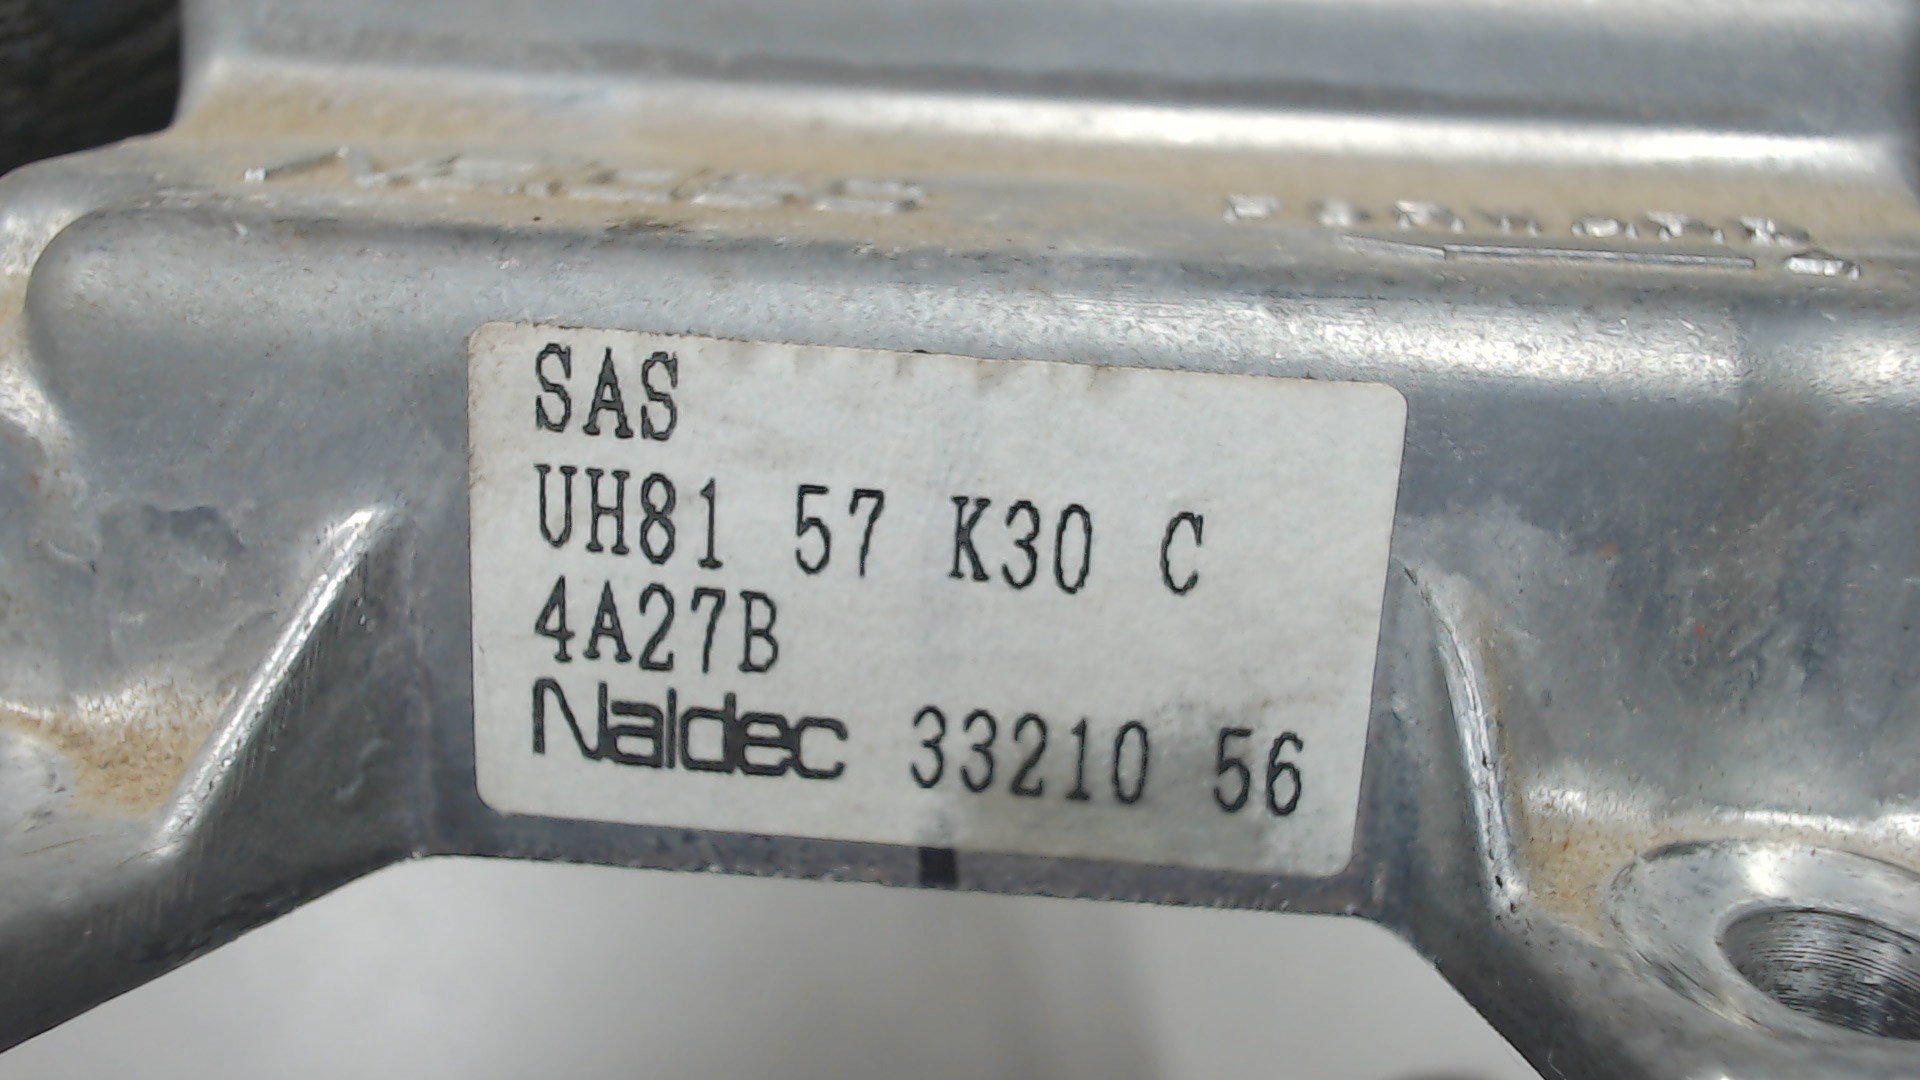 SAS
UH81 57 K30 C
4A27B
Naldec 33210 56